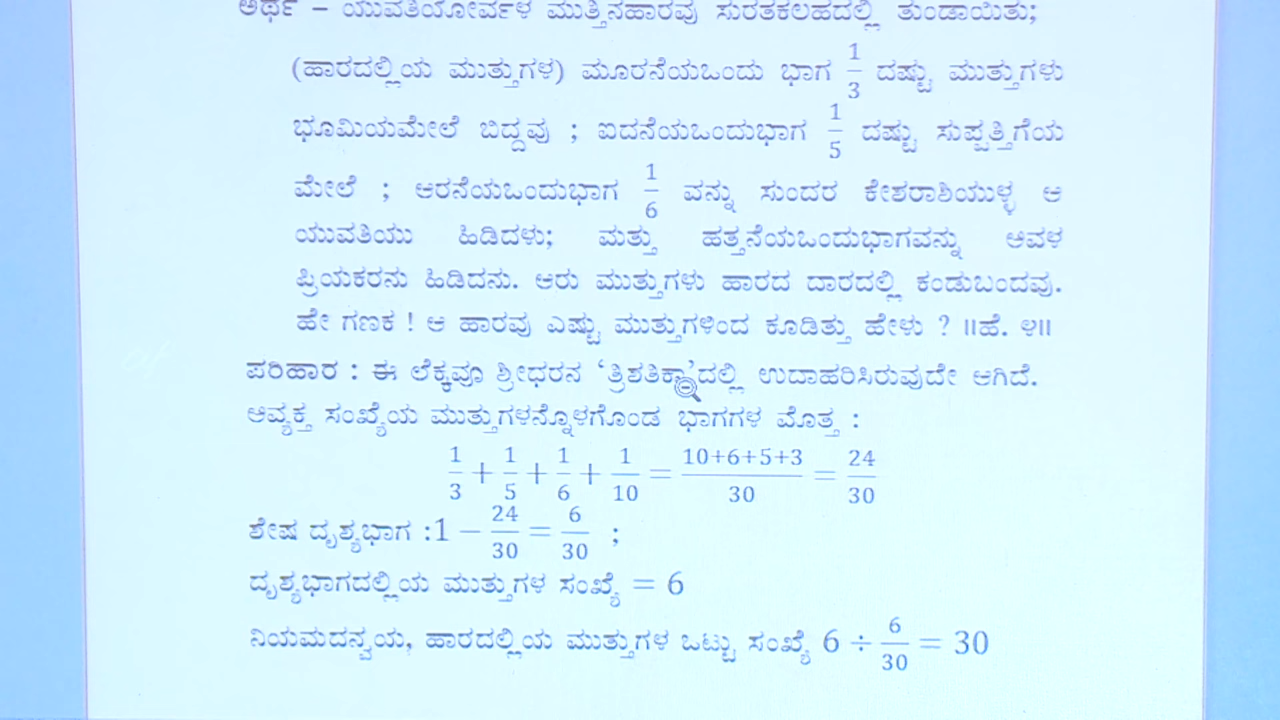 ಅರ್ಥ – ಯುವತಿಯೋರ್ವಳ ಮುತ್ತಿನಹಾರವು ಸುರತಕಲಹದಲ್ಲಿ ತುಂಡಾಯಿತು;
(ಹಾರದಲ್ಲಿಯ ಮುತ್ತುಗಳ) ಮೂರನೆಯಒಂದು ಭಾಗ 1/3 ದಷ್ಟು ಮುತ್ತುಗಳು
ಭೂಮಿಯಮೇಲೆ ಬಿದ್ದವು ; ಐದನೆಯಒಂದುಭಾಗ 1/5 ದಷ್ಟು ಸುಪ್ಪತ್ತಿಗೆಯ
ಮೇಲೆ ; ಆರನೆಯಒಂದುಭಾಗ 1/6 ವನ್ನು ಸುಂದರ ಕೇಶರಾಶಿಯುಳ್ಳ ಆ
ಯುವತಿಯು ಹಿಡಿದಳು; ಮತ್ತು ಹತ್ತನೆಯಒಂದುಭಾಗವನ್ನು ಅವಳ
ಪ್ರಿಯಕರನು ಹಿಡಿದನು. ಆರು ಮುತ್ತುಗಳು ಹಾರದ ದಾರದಲ್ಲಿ ಕಂಡುಬಂದವು.
ಹೇ ಗಣಕ ! ಆ ಹಾರವು ಎಷ್ಟು ಮುತ್ತುಗಳಿಂದ ಕೂಡಿತ್ತು ಹೇಳು ? ॥ಹೆ. ೪॥
ಪರಿಹಾರ : ಈ ಲೆಕ್ಕವೂ ಶ್ರೀಧರನ ‘ತ್ರಿಶತಿಕಾ’ದಲ್ಲಿ ಉದಾಹರಿಸಿರುವುದೇ ಆಗಿದೆ.
ಅವ್ಯಕ್ತ ಸಂಖ್ಯೆಯ ಮುತ್ತುಗಳನ್ನೊಳಗೊಂಡ ಭಾಗಗಳ ಮೊತ್ತ :
1/3 + 1/5 + 1/6 + 1/10 = 10+6+5+3/30 = 24/30
ಶೇಷ ದೃಶ್ಯಭಾಗ :1 − 24/30 = 6/30 ;
ದೃಶ್ಯಭಾಗದಲ್ಲಿಯ ಮುತ್ತುಗಳ ಸಂಖ್ಯೆ = 6
ನಿಯಮದನ್ವಯ, ಹಾರದಲ್ಲಿಯ ಮುತ್ತುಗಳ ಒಟ್ಟು ಸಂಖ್ಯೆ 6 ÷ 6/30 = 30